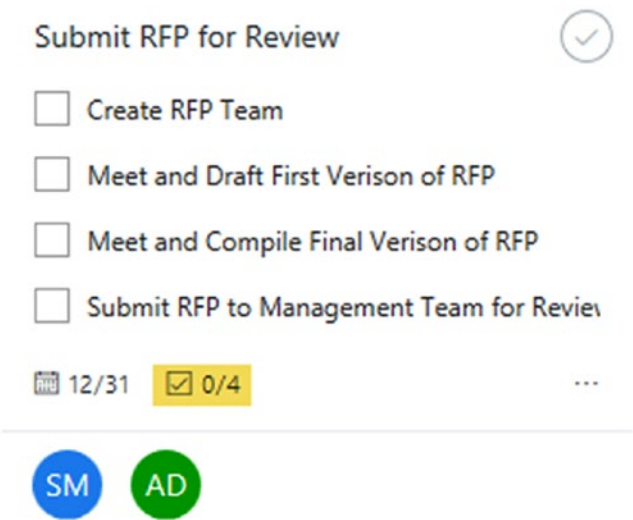 Submit RFP for Review
Create RFP Team
Meet and Draft First Verison of RFP
Meet and Compile Final Verison of RFP
Submit RFP to Management Team for Review
12/31 0/4 ...
SM AD